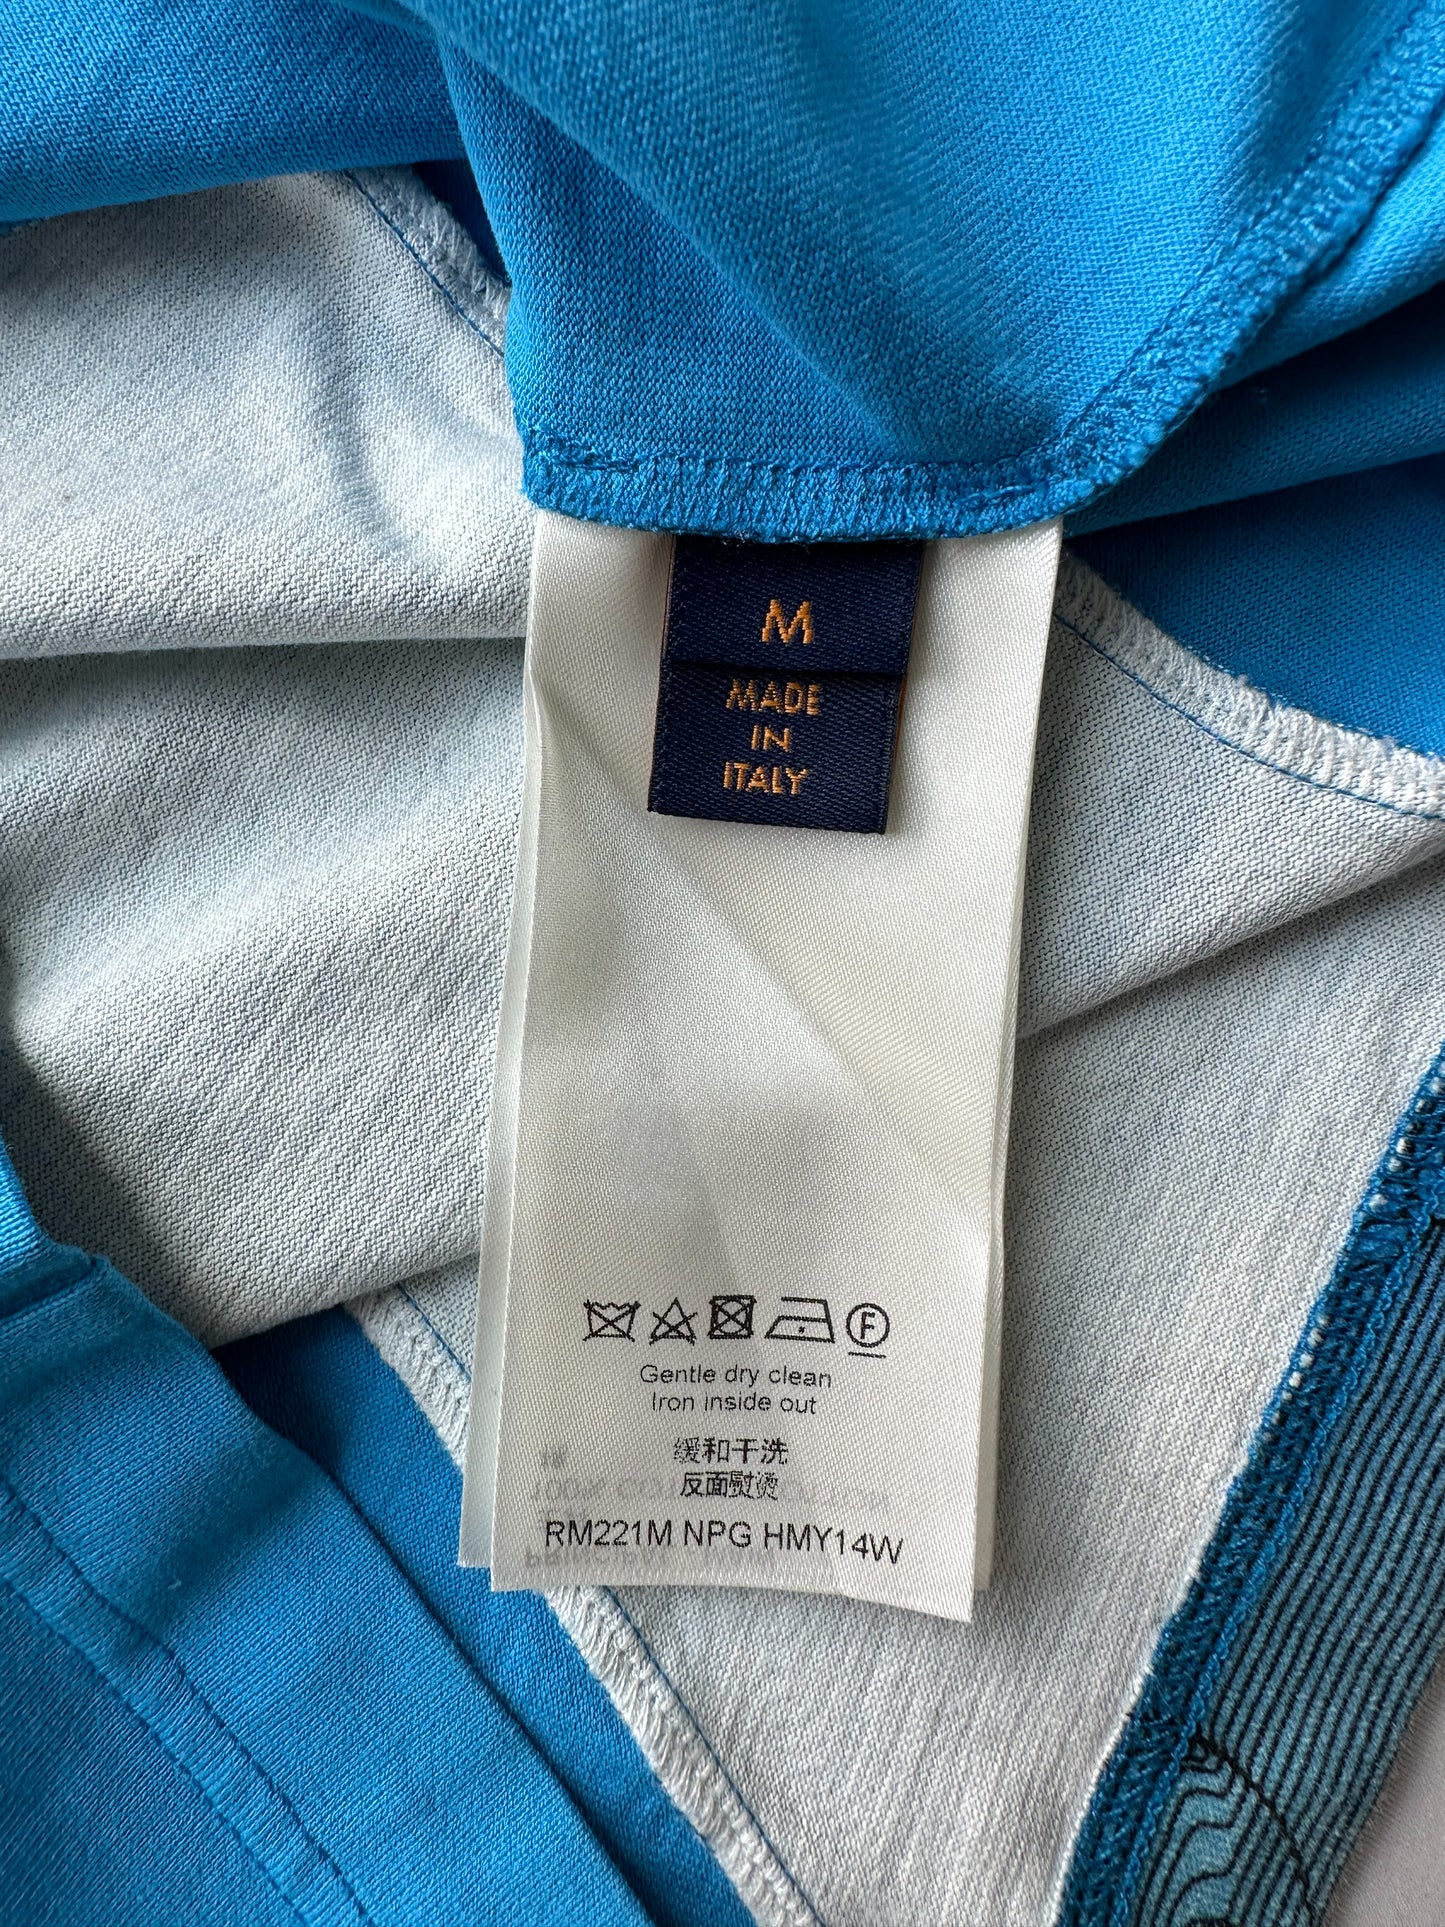 M
MADE
IN
ITALY
F
Gentle dry clean
Iron inside out
缓和干洗
反面熨烫
RM221M NPG HMY14W